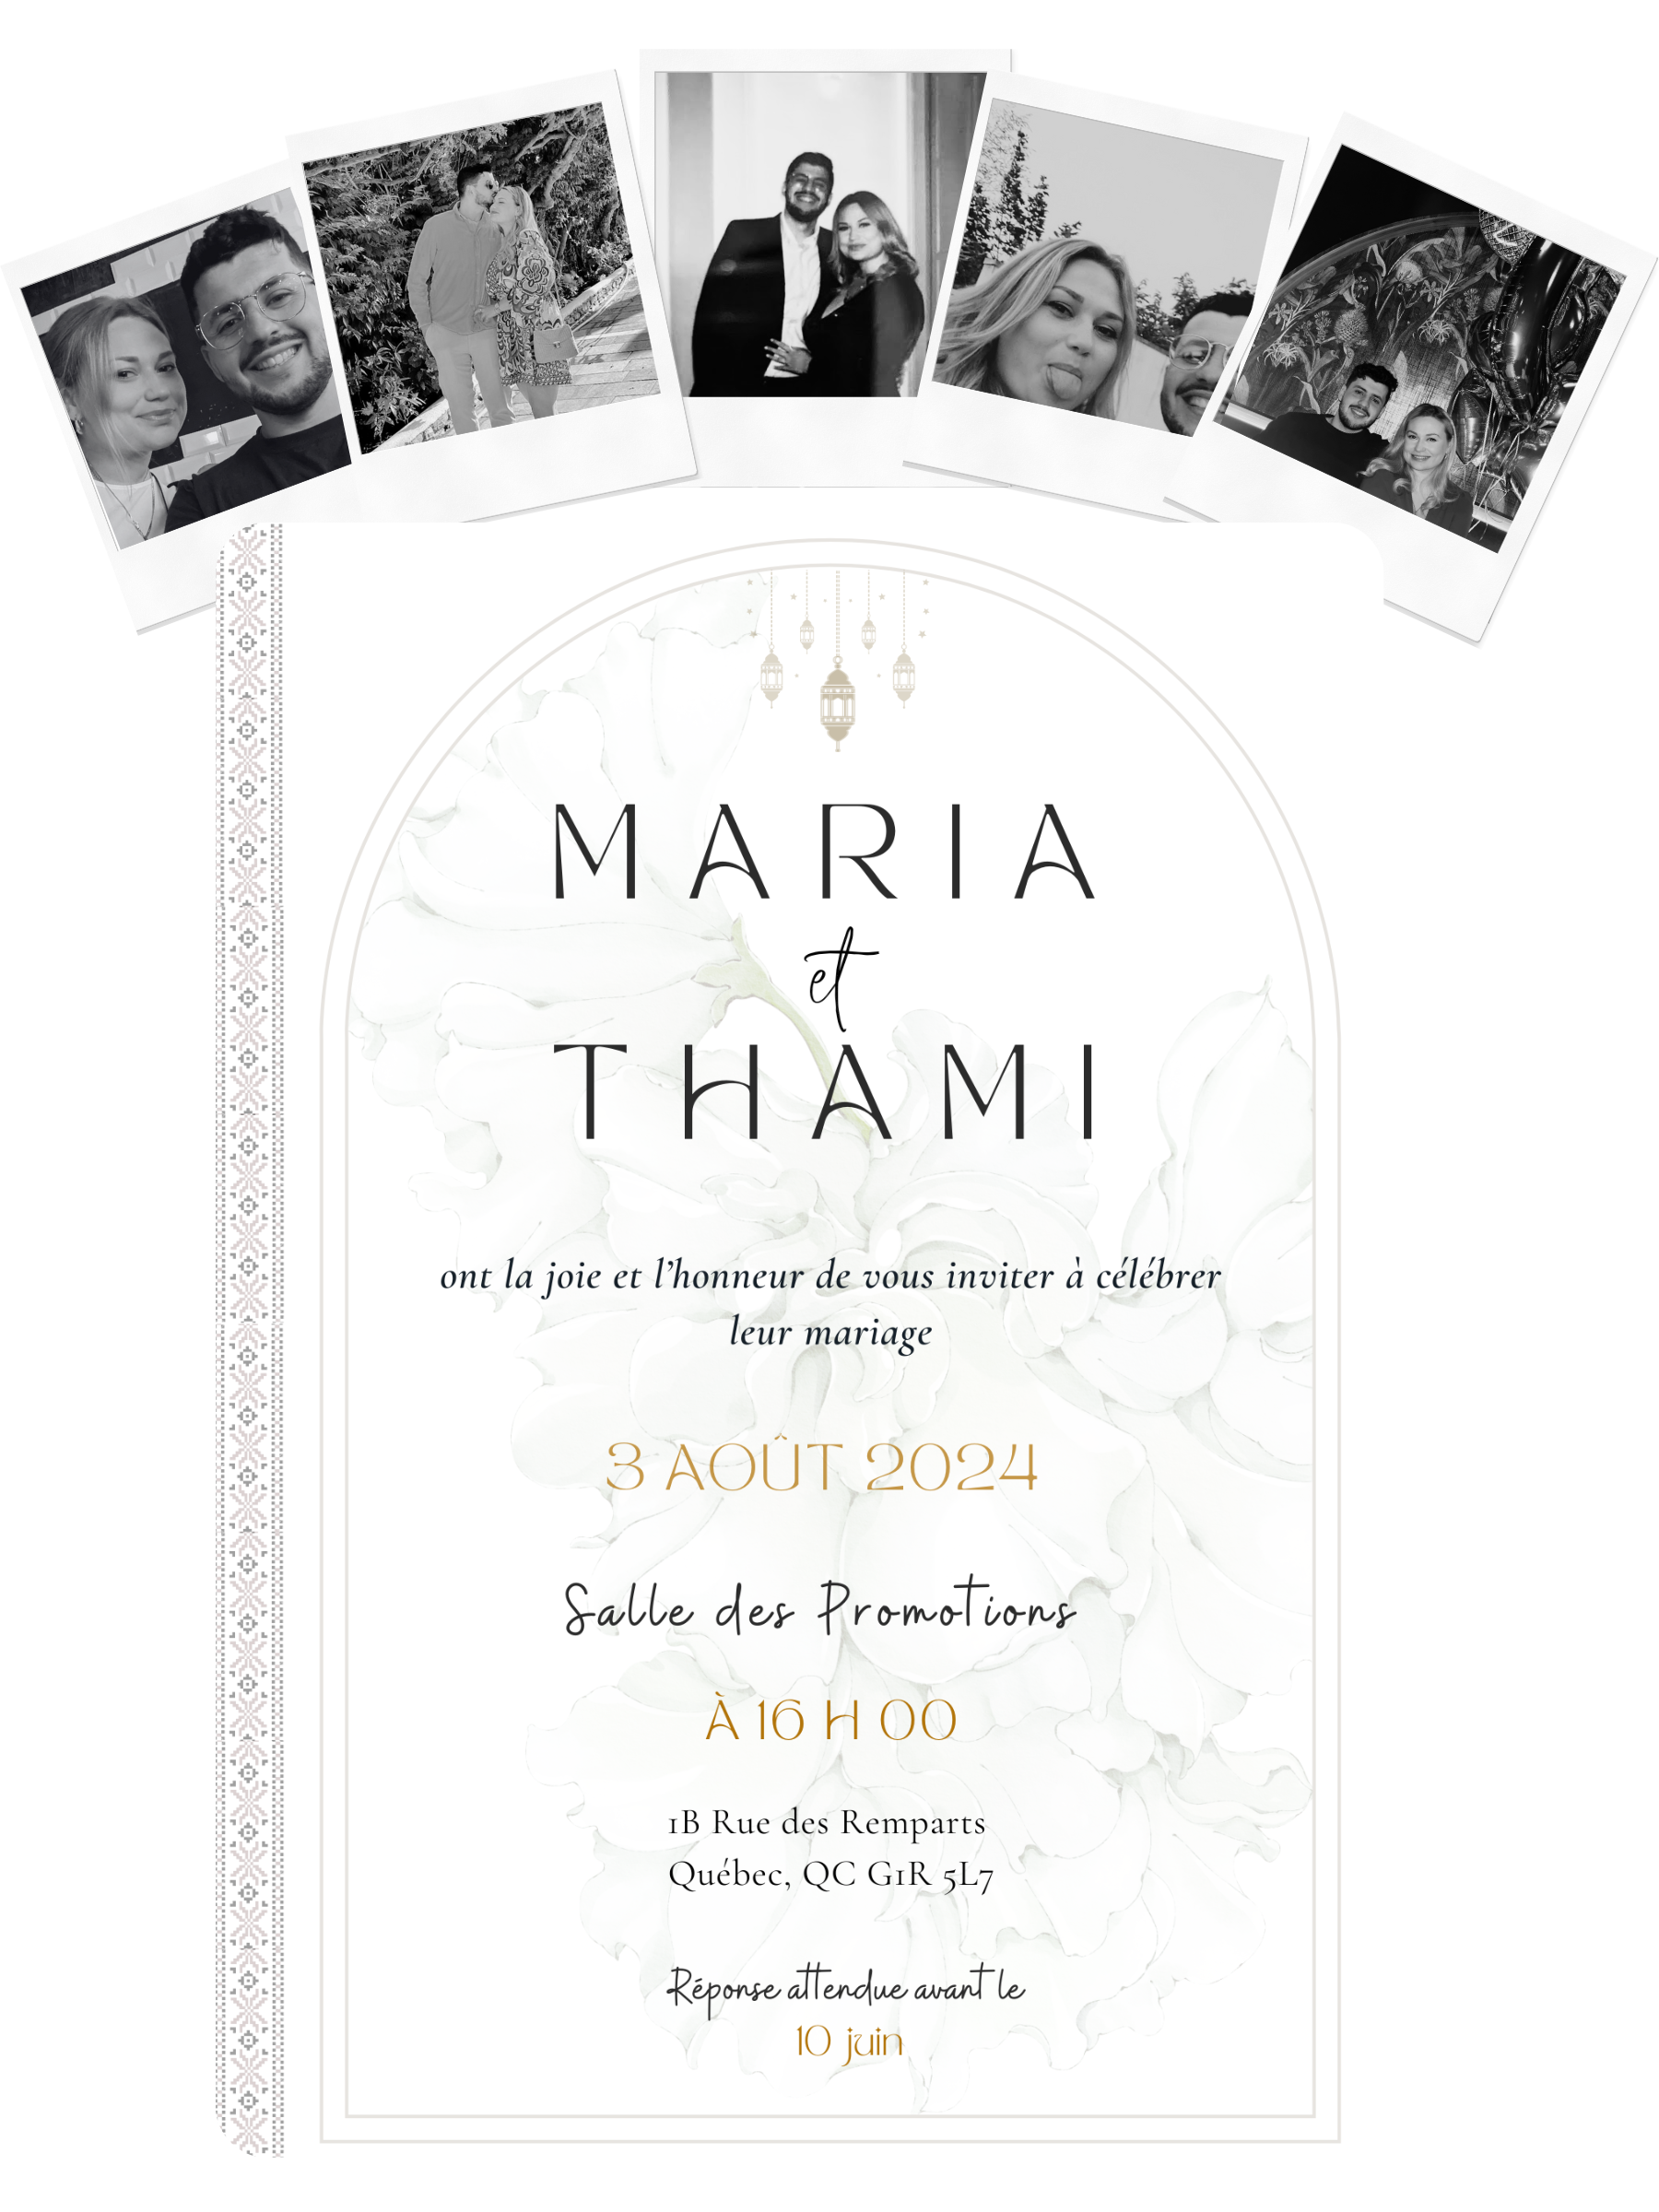 MARIA
et
THAMI
ont la joie et l’honneur de vous inviter à célébrer
leur mariage
3 AOÛT 2024
Salle des Promotions
À 16 H 00
1B Rue des Remparts
Québec, QC G1R 5L7
Réponse attendue avant le
10 juin